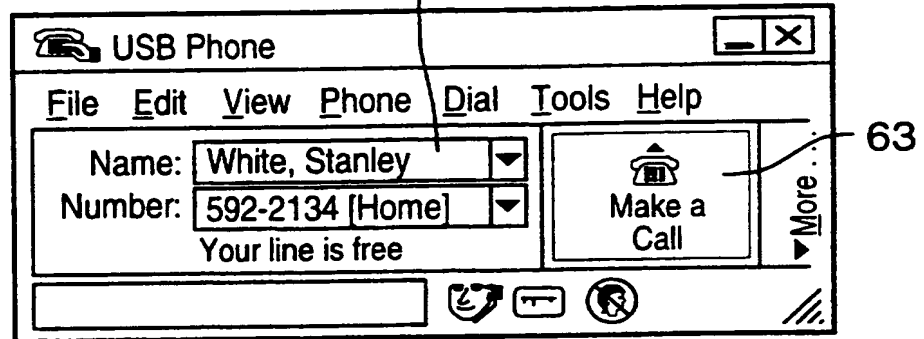 USB Phone
File Edit View Phone Dial Tools Help
Name: White, Stanley
Number: 592-2134 [Home]
Your line is free
Make a
Call
More...
63